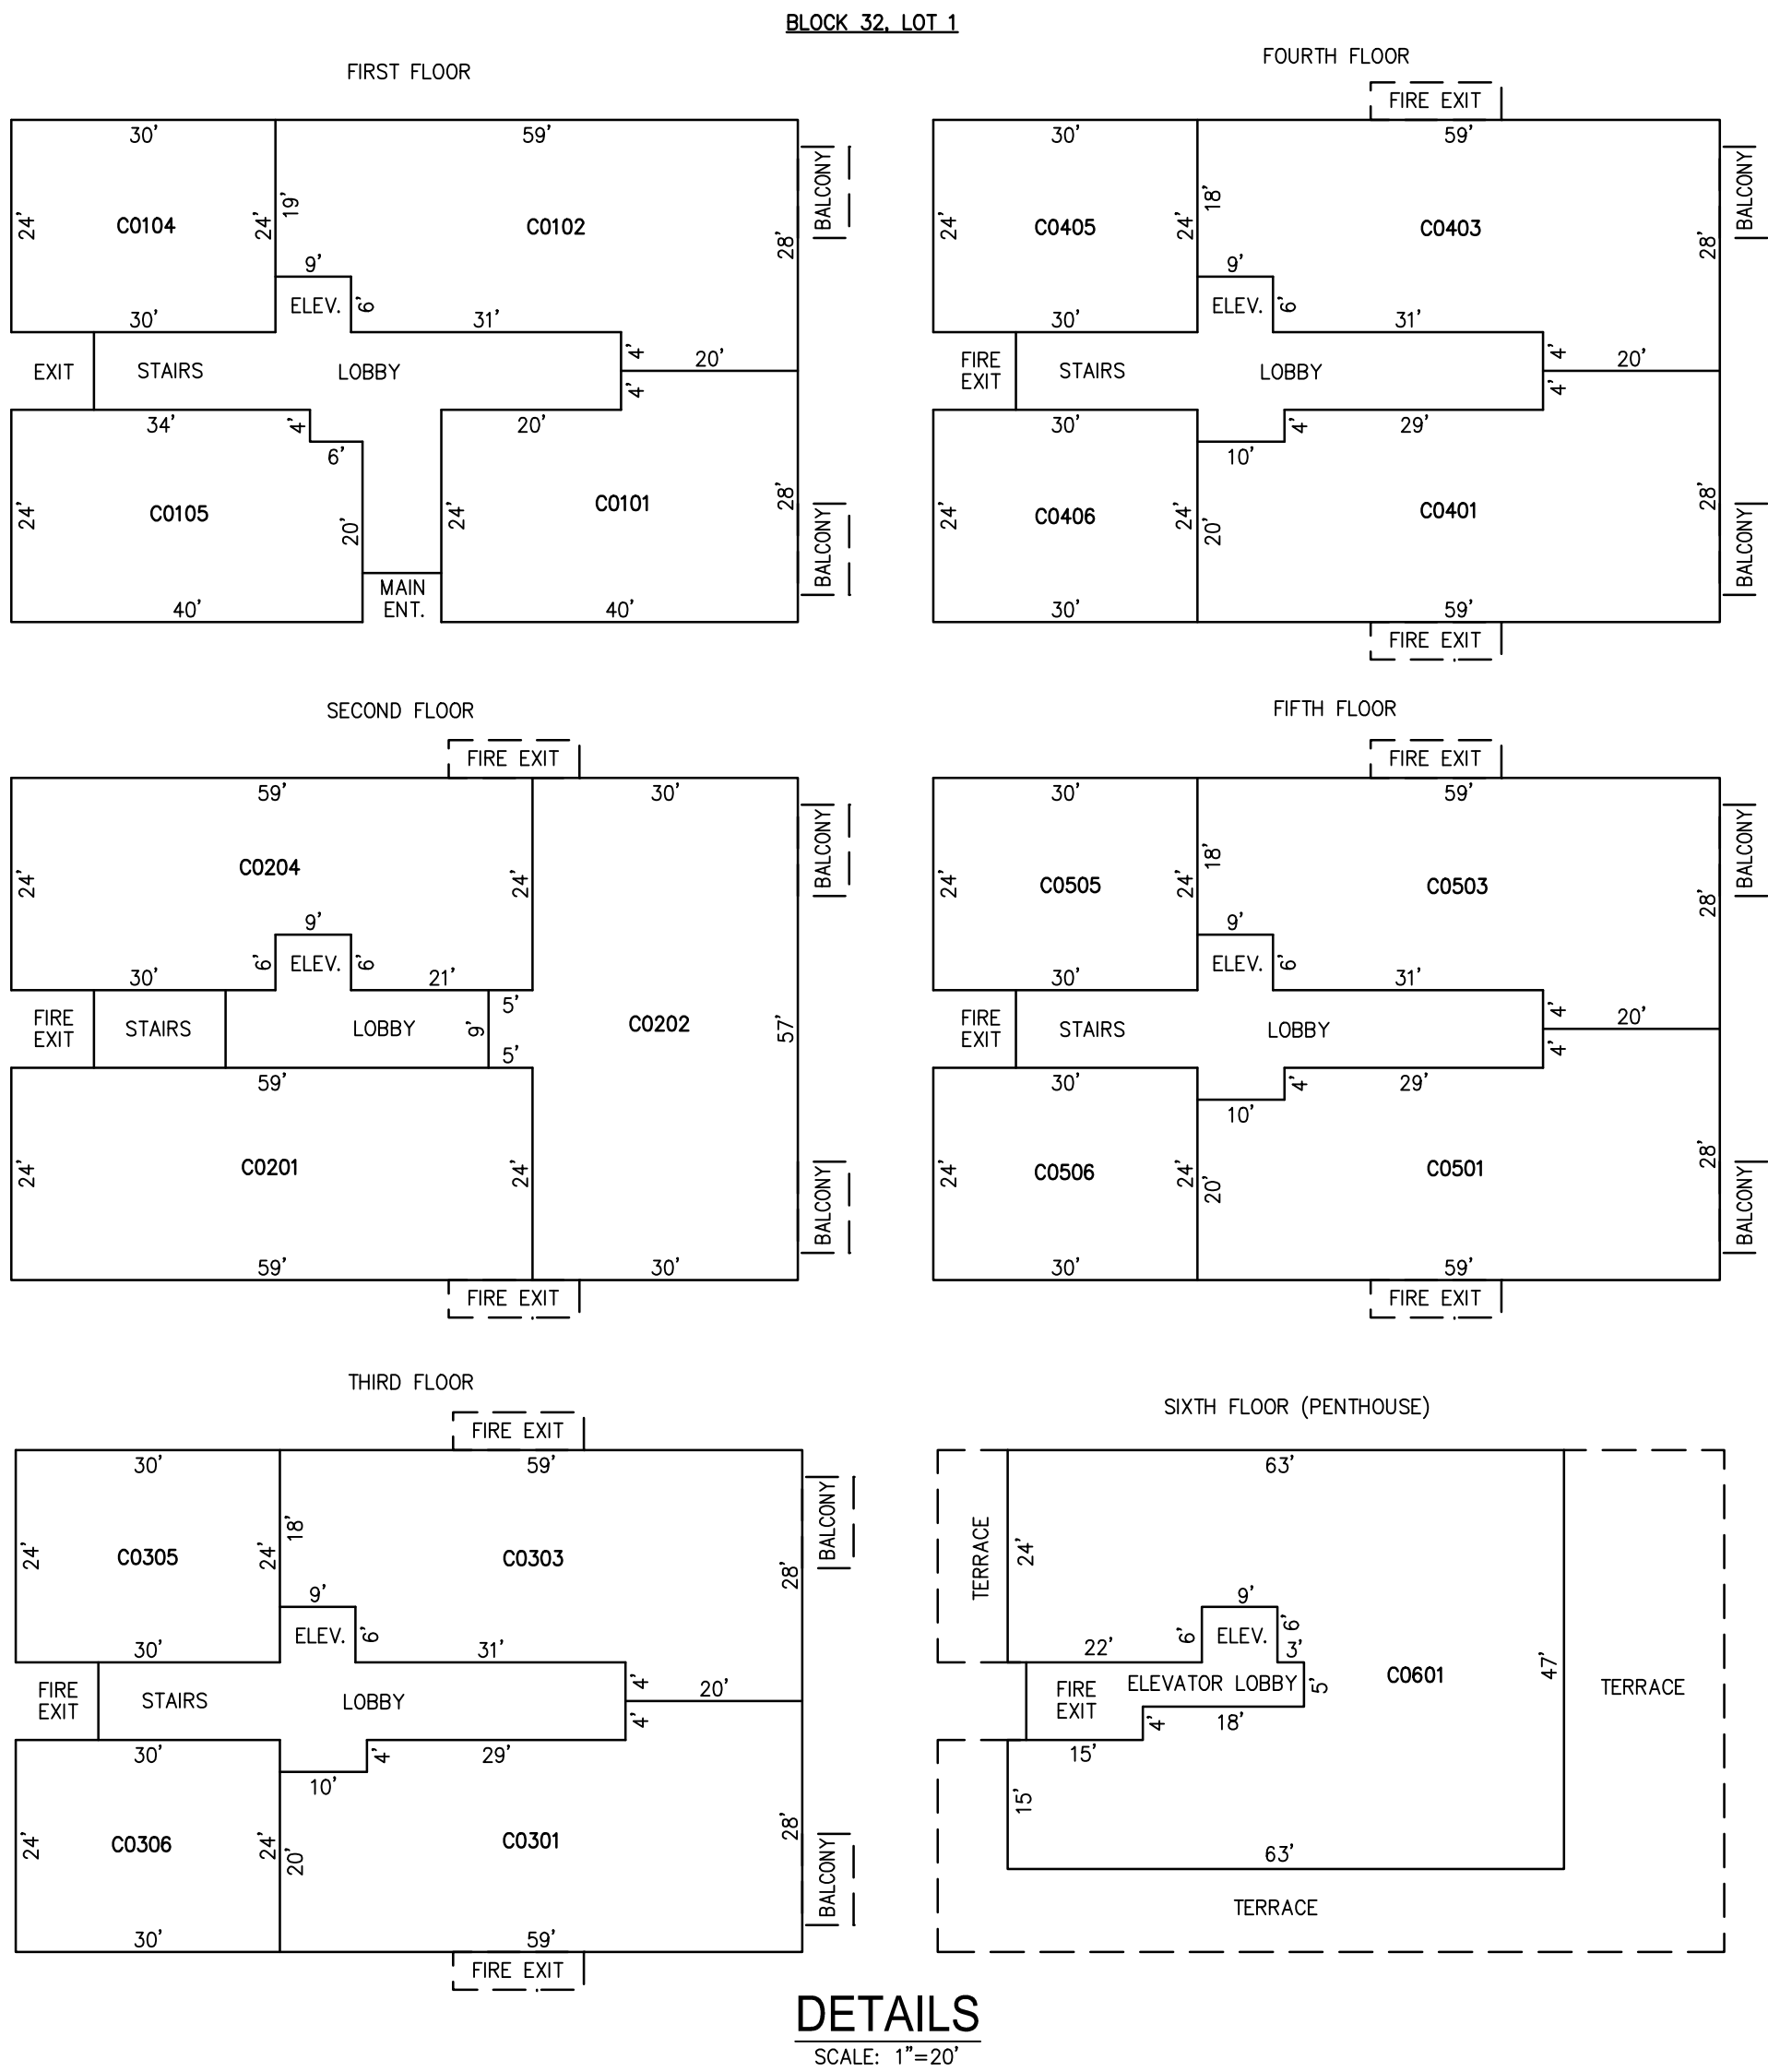 BLOCK 32, LOT 1
FIRST FLOOR
30'
59'
24'
C0104
24'
19'
C0102
28'
BALCONY
9'
ELEV.
6'
30'
31'
EXIT
STAIRS
LOBBY
4'
20'
4'
34'
4'
20'
6'
24'
C0105
20'
24'
C0101
28'
BALCONY
MAIN
ENT.
40'
40'
FOURTH FLOOR
FIRE EXIT
30'
59'
24'
C0405
24'
18'
C0403
28'
BALCONY
9'
ELEV.
6'
30'
31'
FIRE
EXIT
STAIRS
LOBBY
4'
20'
4'
30'
4'
29'
10'
24'
C0406
24'
20'
C0401
28'
BALCONY
30'
59'
FIRE EXIT
SECOND FLOOR
FIRE EXIT
59'
30'
24'
C0204
24'
BALCONY
9'
6'
ELEV.
6'
30'
21'
FIRE
EXIT
STAIRS
LOBBY
9'
5'
5'
C0202
57'
59'
24'
C0201
24'
BALCONY
59'
30'
FIRE EXIT
FIFTH FLOOR
FIRE EXIT
30'
59'
24'
C0505
24'
18'
C0503
28'
BALCONY
9'
ELEV.
6'
30'
31'
FIRE
EXIT
STAIRS
LOBBY
4'
20'
4'
30'
4'
29'
10'
24'
C0506
24'
20'
C0501
28'
BALCONY
30'
59'
FIRE EXIT
THIRD FLOOR
FIRE EXIT
30'
59'
24'
C0305
24'
18'
C0303
28'
BALCONY
9'
ELEV.
6'
30'
31'
FIRE
EXIT
STAIRS
LOBBY
4'
20'
4'
30'
4'
29'
10'
24'
C0306
24'
20'
C0301
28'
BALCONY
30'
59'
FIRE EXIT
SIXTH FLOOR (PENTHOUSE)
63'
TERRACE
24'
9'
6'
ELEV.
6'
22'
3'
FIRE
EXIT
ELEVATOR LOBBY
5'
C0601
47'
TERRACE
4'
18'
15'
15'
63'
TERRACE
DETAILS
SCALE: 1"=20'